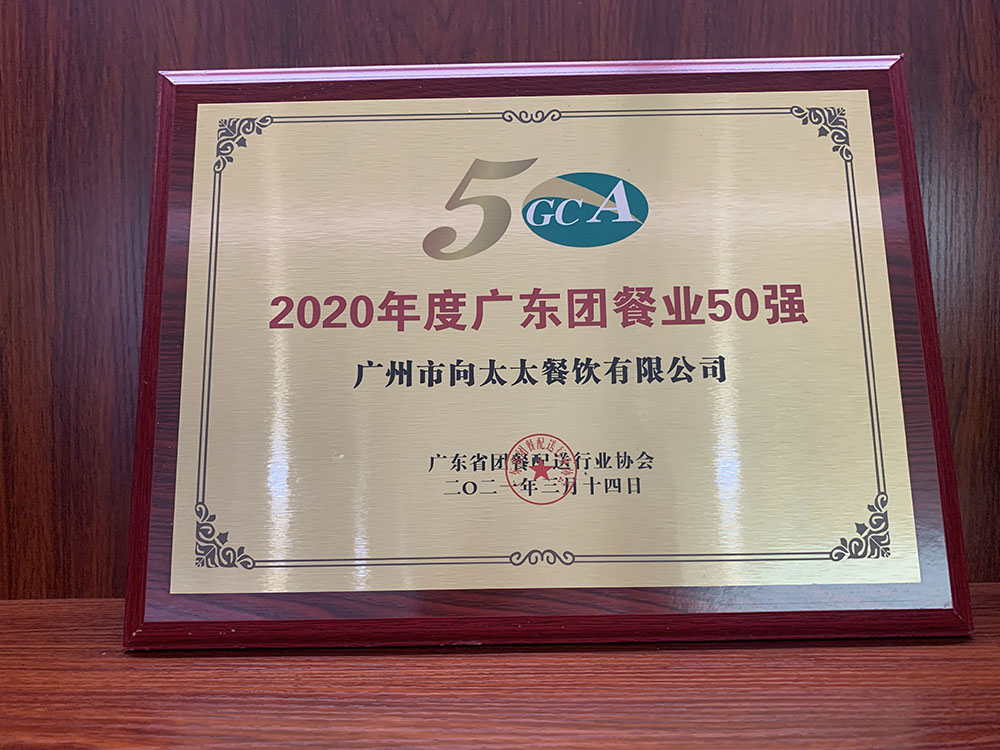 5 GCA
2020年度广东团餐业50强
广州市向太太餐饮有限公司
广东省团餐配送行业协会
二〇二一年三月十四日